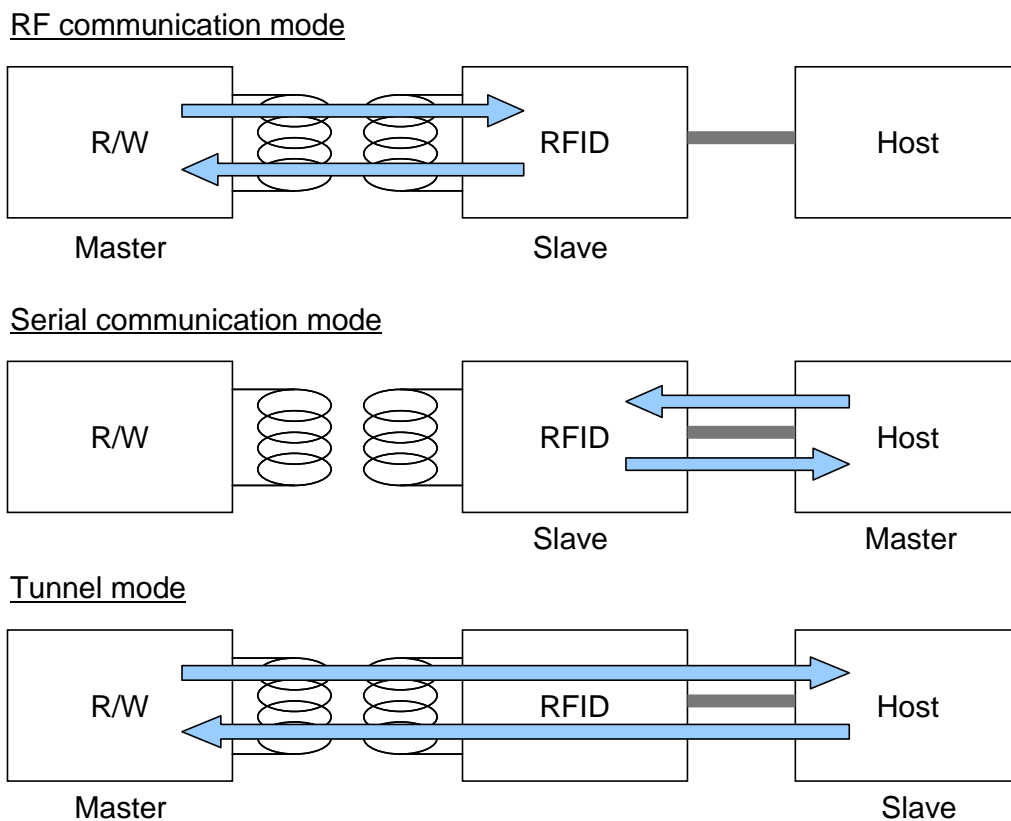 RF communication mode
R/W
RFID
Host
Master
Slave
Serial communication mode
R/W
RFID
Host
Slave
Master
Tunnel mode
R/W
RFID
Host
Master
Slave